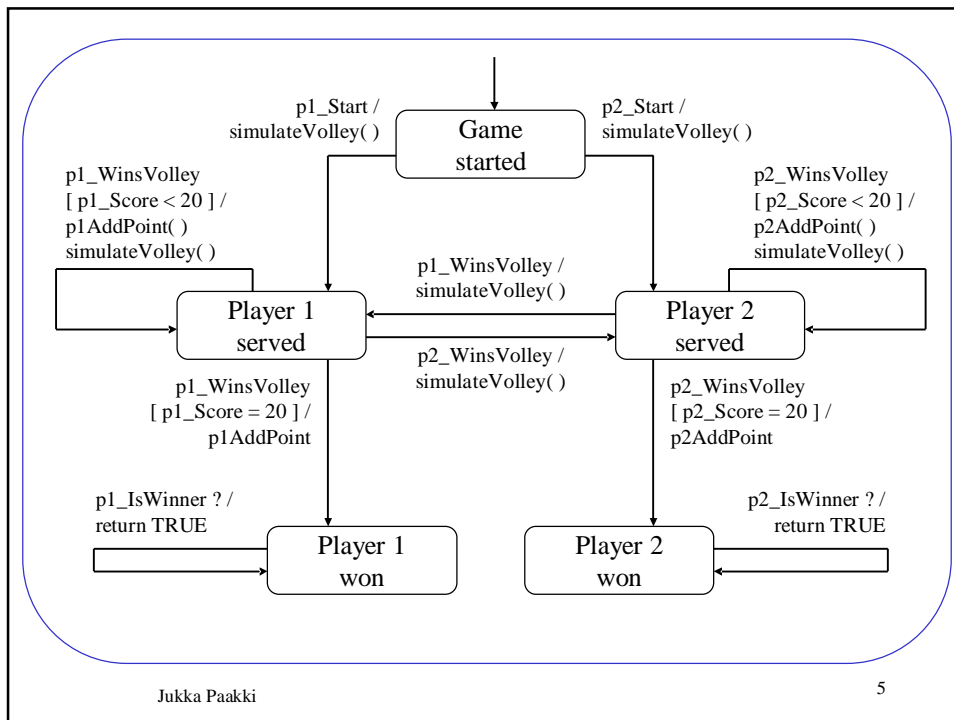 p1_Start /
simulateVolley( )
Game
started
p2_Start /
simulateVolley( )
p1_WinsVolley
[ p1_Score < 20 ] /
p1AddPoint( )
simulateVolley( )
p2_WinsVolley
[ p2_Score < 20 ] /
p2AddPoint( )
simulateVolley( )
p1_WinsVolley /
simulateVolley( )
Player 1
served
Player 2
served
p2_WinsVolley /
simulateVolley( )
p1_WinsVolley
[ p1_Score = 20 ] /
p1AddPoint
p2_WinsVolley
[ p2_Score = 20 ] /
p2AddPoint
p1_IsWinner ? /
return TRUE
Player 1
won
Player 2
won
p2_IsWinner ? /
return TRUE
Jukka Paakki
5